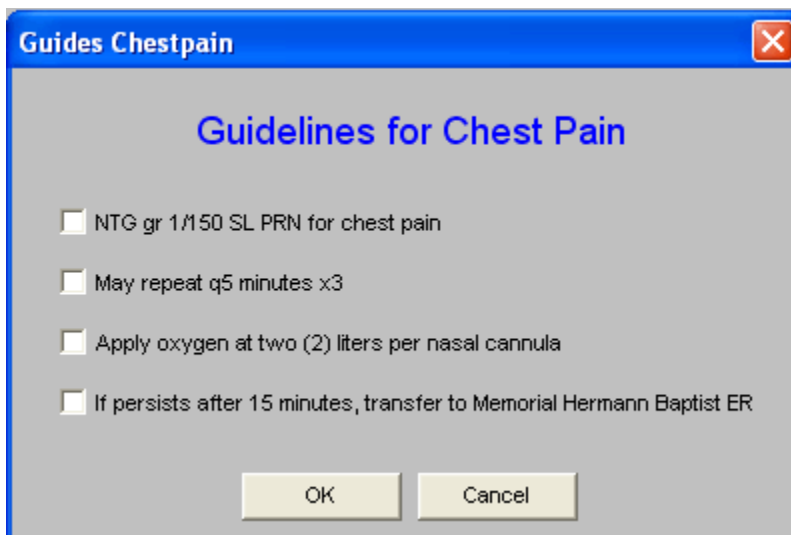 Guides Chestpain
Guidelines for Chest Pain
NTG gr 1/150 SL PRN for chest pain
May repeat q5 minutes x3
Apply oxygen at two (2) liters per nasal cannula
If persists after 15 minutes, transfer to Memorial Hermann Baptist ER
OK Cancel